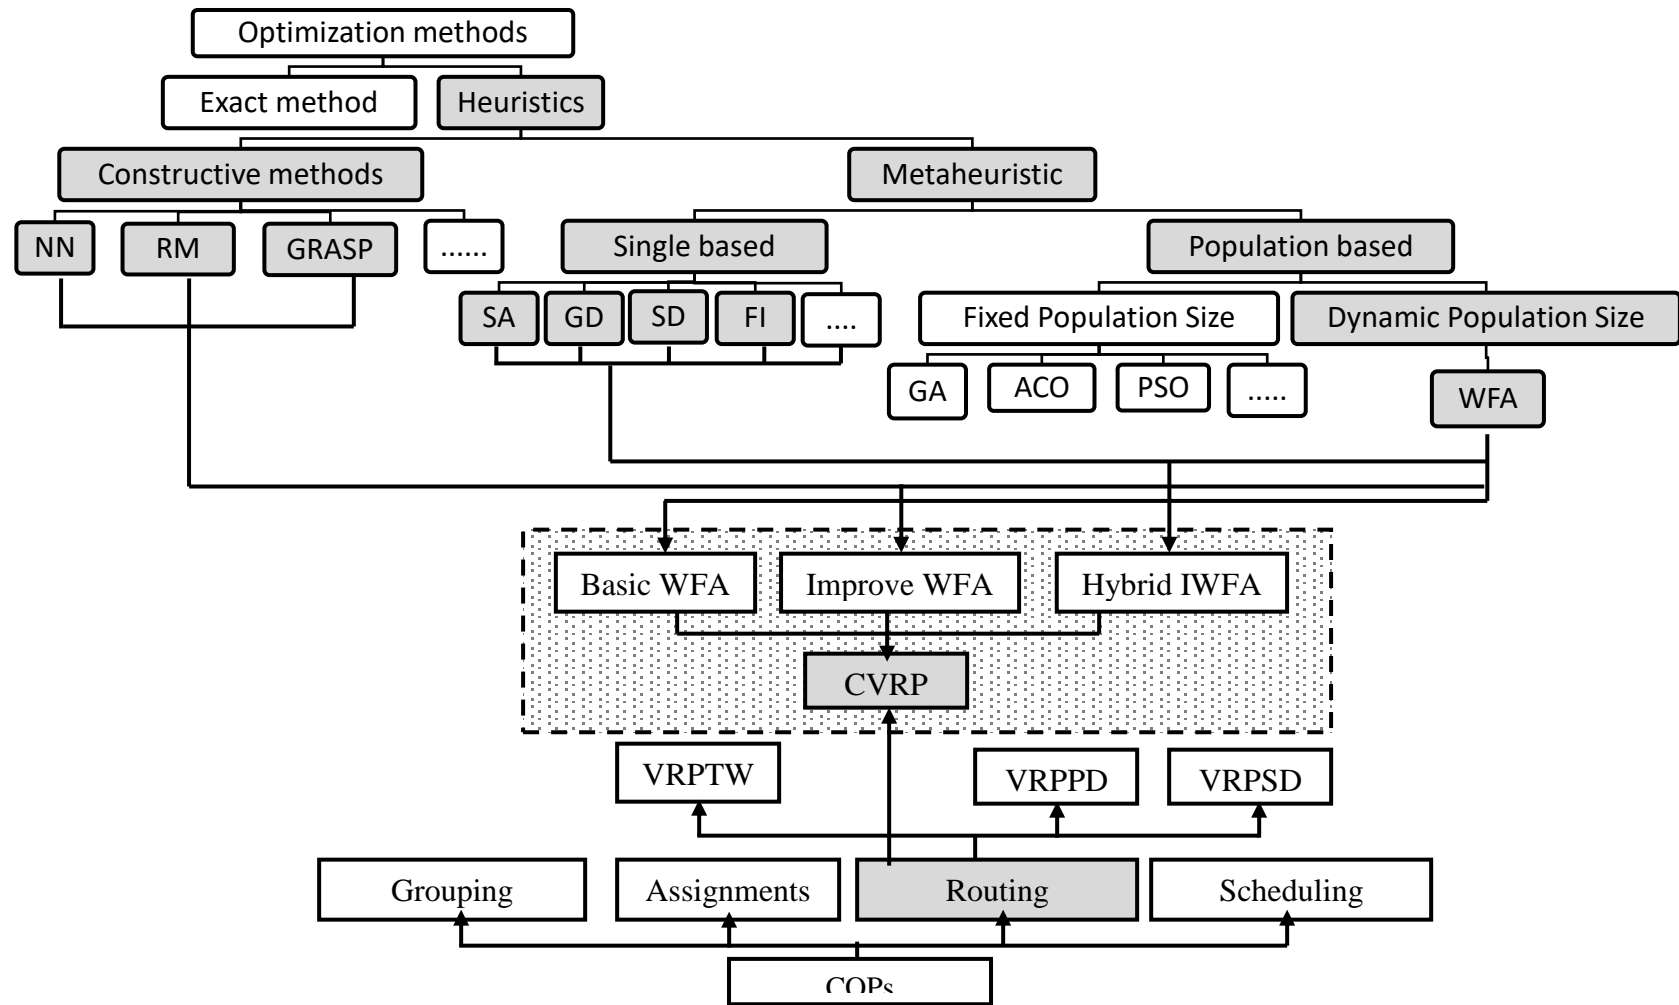 Optimization methods
Exact method
Heuristics
Constructive methods
Metaheuristic
NN
RM
GRASP
......
Single based
Population based
SA
GD
SD
FI
....
Fixed Population Size
Dynamic Population Size
GA
ACO
PSO
.....
WFA
Basic WFA
Improve WFA
Hybrid IWFA
CVRP
VRPTW
VRPPD
VRPSD
Grouping
Assignments
Routing
Scheduling
COPs